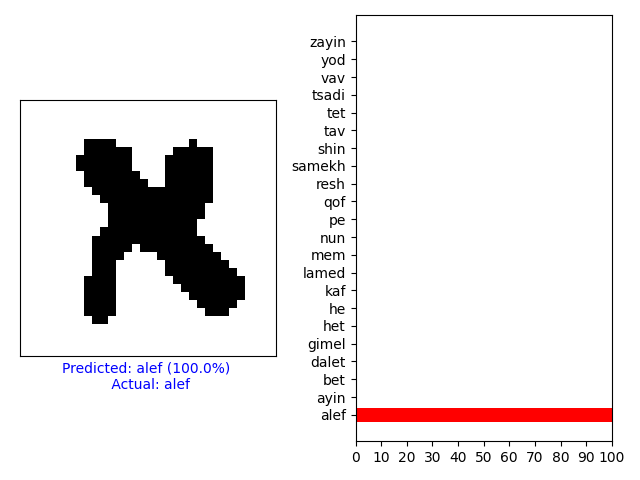 א
Predicted: alef (100.0%)
Actual: alef
zayin
yod
vav
tsadi
tet
tav
shin
samekh
resh
qof
pe
nun
mem
lamed
kaf
he
het
gimel
dalet
bet
ayin
alef
0 10 20 30 40 50 60 70 80 90 100